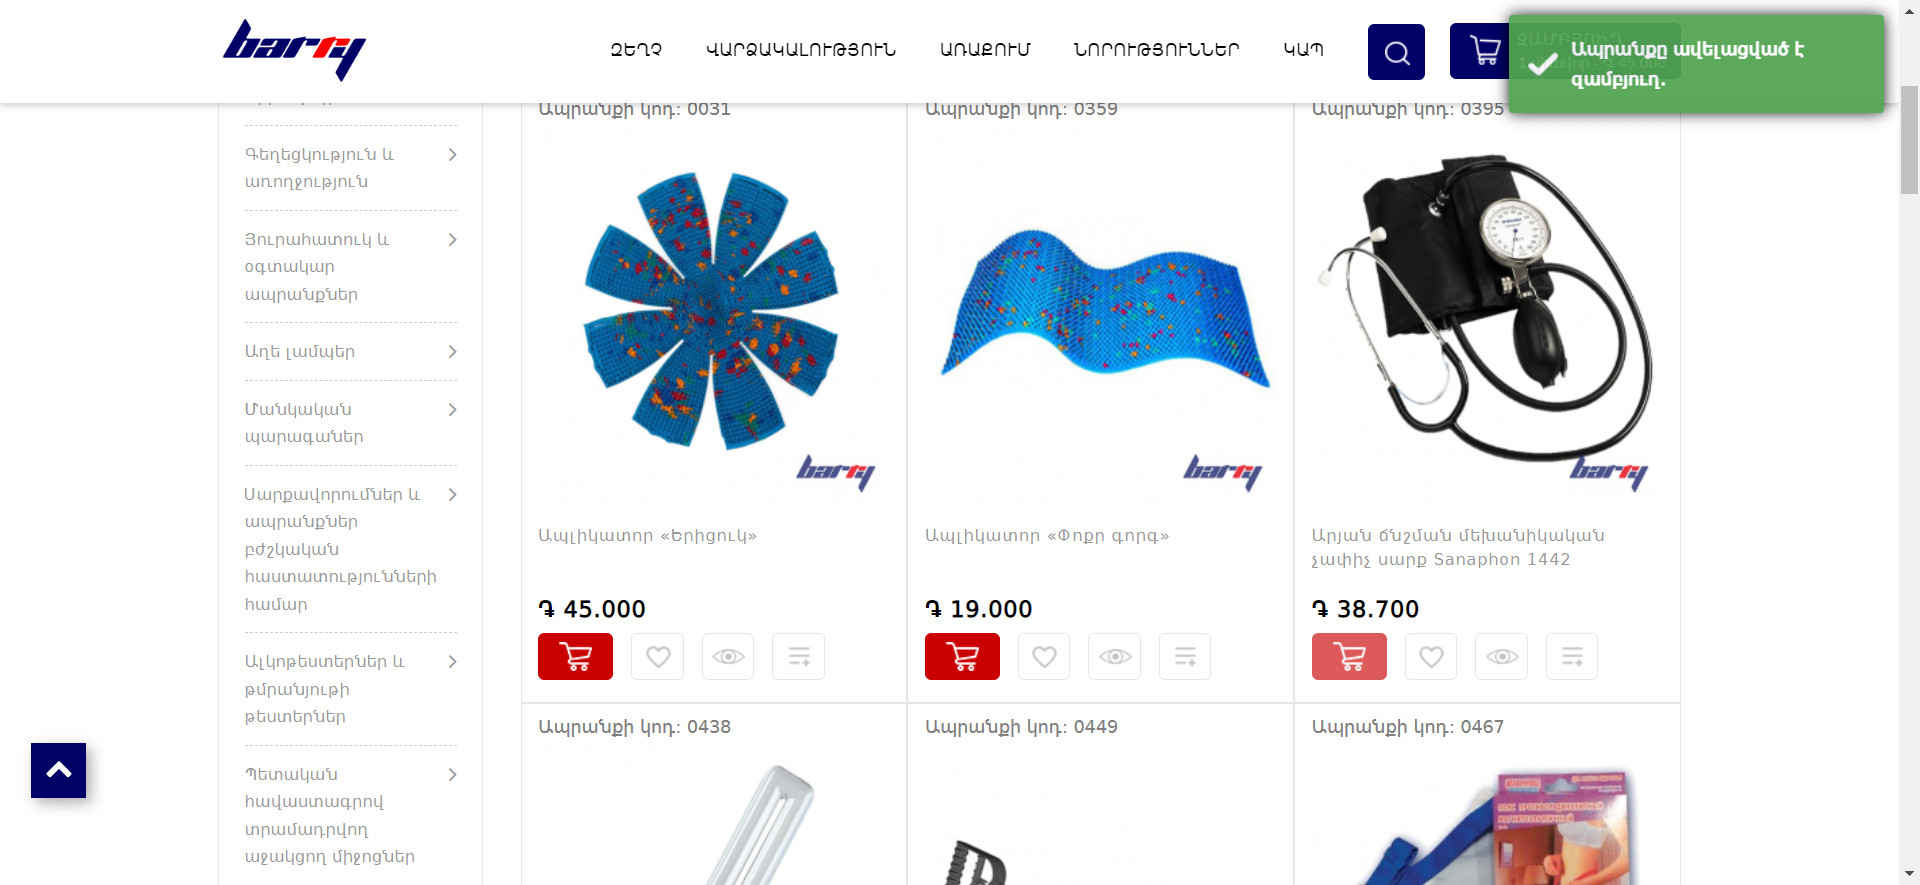 barry
ԶԵՂՉ
ՎԱՐՁԱԿԱԼՈՒԹՅՈՒՆ
ԱՌԱՔՈՒՄ
ՆՈՐՈՒԹՅՈՒՆՆԵՐ
ԿԱՊ
Ապրանքը ավելացված է
զամբյուղ.
Գեղեցկություն և
առողջություն
Յուրահատուկ և
օգտակար
ապրանքներ
Աղե լամպեր
Մանկական
պարագաներ
Սարքավորումներ և
ապրանքներ
բժշկական
հաստատությունների
համար
Ալկոթեստերներ և
թմրանյութի
թեստերներ
Պետական
հավաստագրով
տրամադրվող
աջակցող միջոցներ
Ապրանքի կոդ: 0031
barry
Ապլիկատոր «Երիցուկ»
֏ 45.000
Ապրանքի կոդ: 0359
barry
Ապլիկատոր «Փոքր գորգ»
֏ 19.000
Ապրանքի կոդ: 0395
barry
Արյան ճնշման մեխանիկական
չափիչ սարք Sanaphon 1442
֏ 38.700
Ապրանքի կոդ: 0438
Ապրանքի կոդ: 0449
Ապրանքի կոդ: 0467